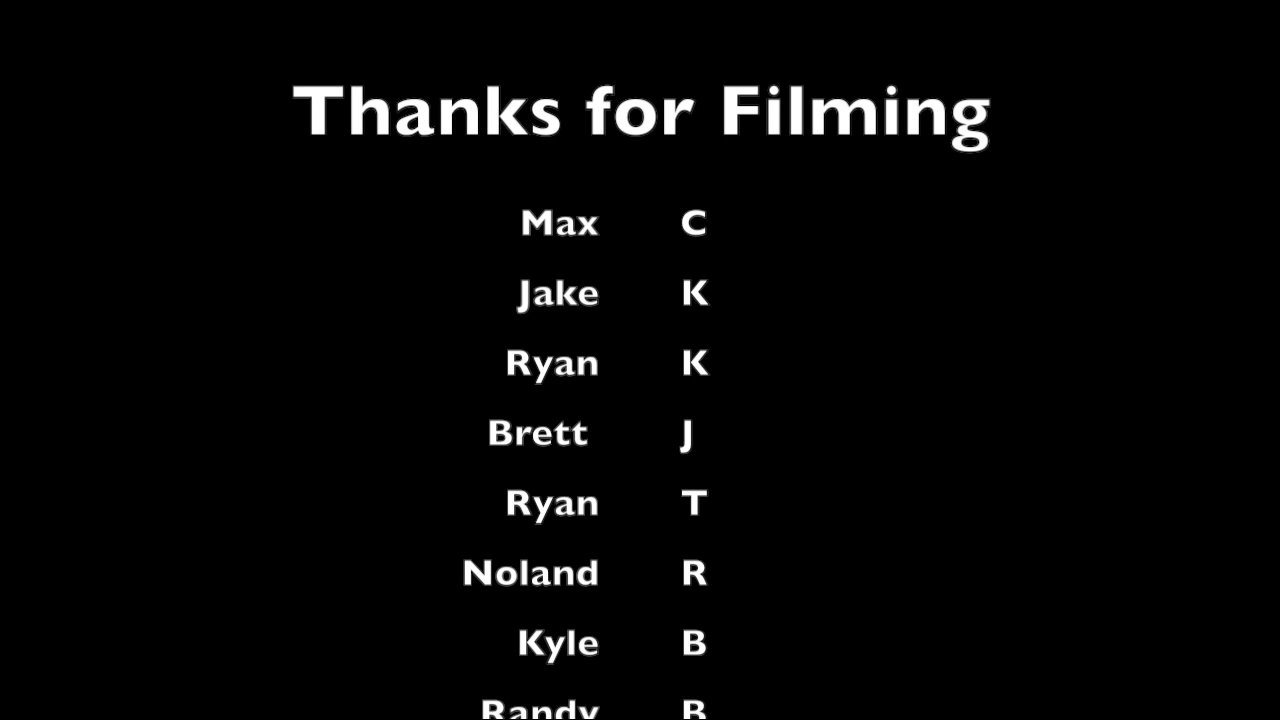 Thanks for Filming
Max C
Jake K
Ryan K
Brett J
Ryan T
Noland R
Kyle B
Randy B